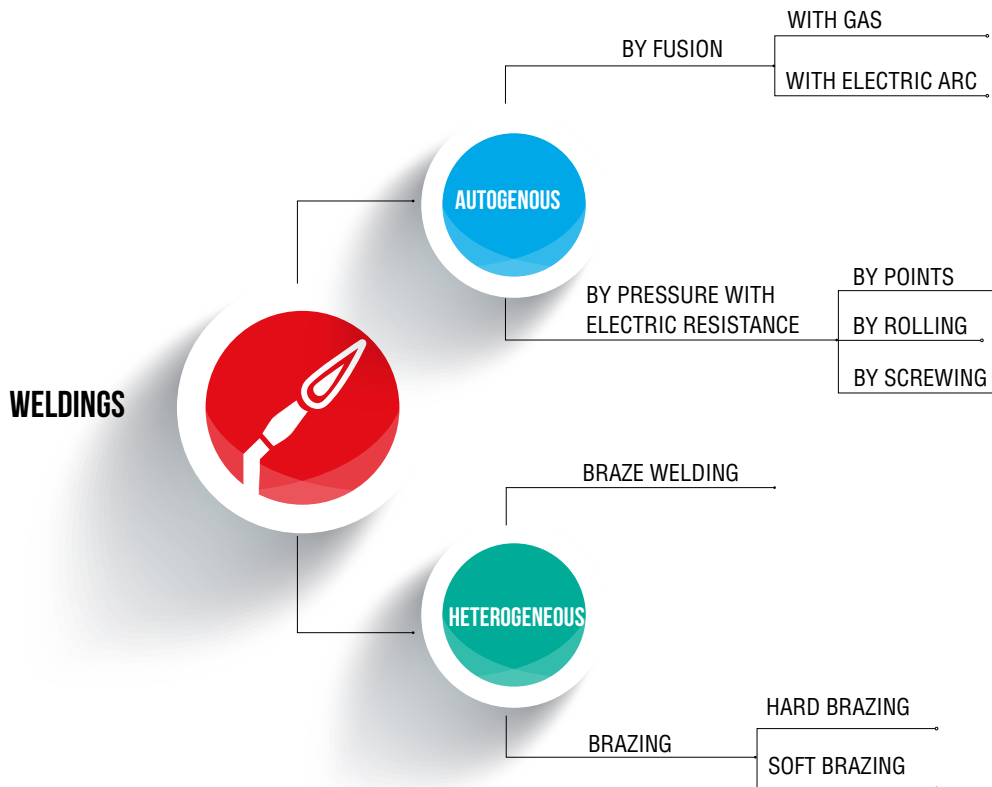 WELDINGS
AUTOGENOUS
BY FUSION
WITH GAS
WITH ELECTRIC ARC
BY PRESSURE WITH
ELECTRIC RESISTANCE
BY POINTS
BY ROLLING
BY SCREWING
HETEROGENEOUS
BRAZE WELDING
BRAZING
HARD BRAZING
SOFT BRAZING